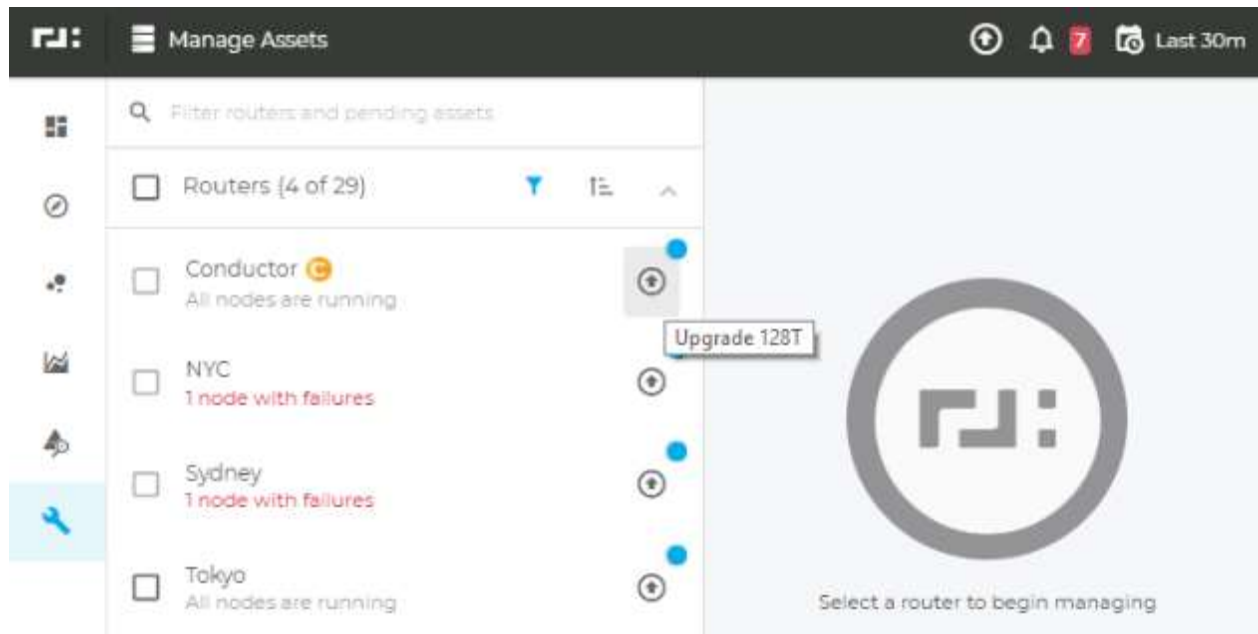 Manage Assets
7
Last 30m
Filter routers and pending assets
Routers (4 of 29)
Conductor C
All nodes are running
Upgrade 128T
NYC
1 node with failures
Sydney
1 node with failures
Tokyo
All nodes are running
Select a router to begin managing